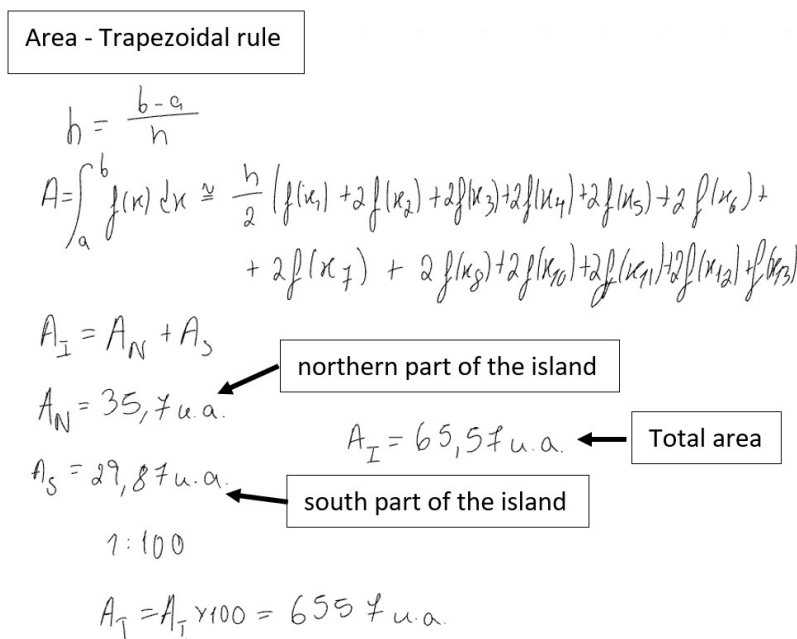 Area - Trapezoidal rule
h = b-a / n
A = ∫ₐᵇ f(x) dx ≅ h/2 (f(x₁) + 2f(x₂) + 2f(x₃) + 2f(x₄) + 2f(x₅) + 2f(x₆) +
+ 2f(x₇) + 2f(x₈) + 2f(x₁₀) + 2f(x₁₁) + 2f(x₁₂) + f(x₁₃)
A_I = A_N + A_S
northern part of the island
A_N = 35,7 u.a.
A_I = 65,57 u.a.
Total area
A_S = 29,87 u.a.
south part of the island
1:100
A_T = A_T × 100 = 6557 u.a.